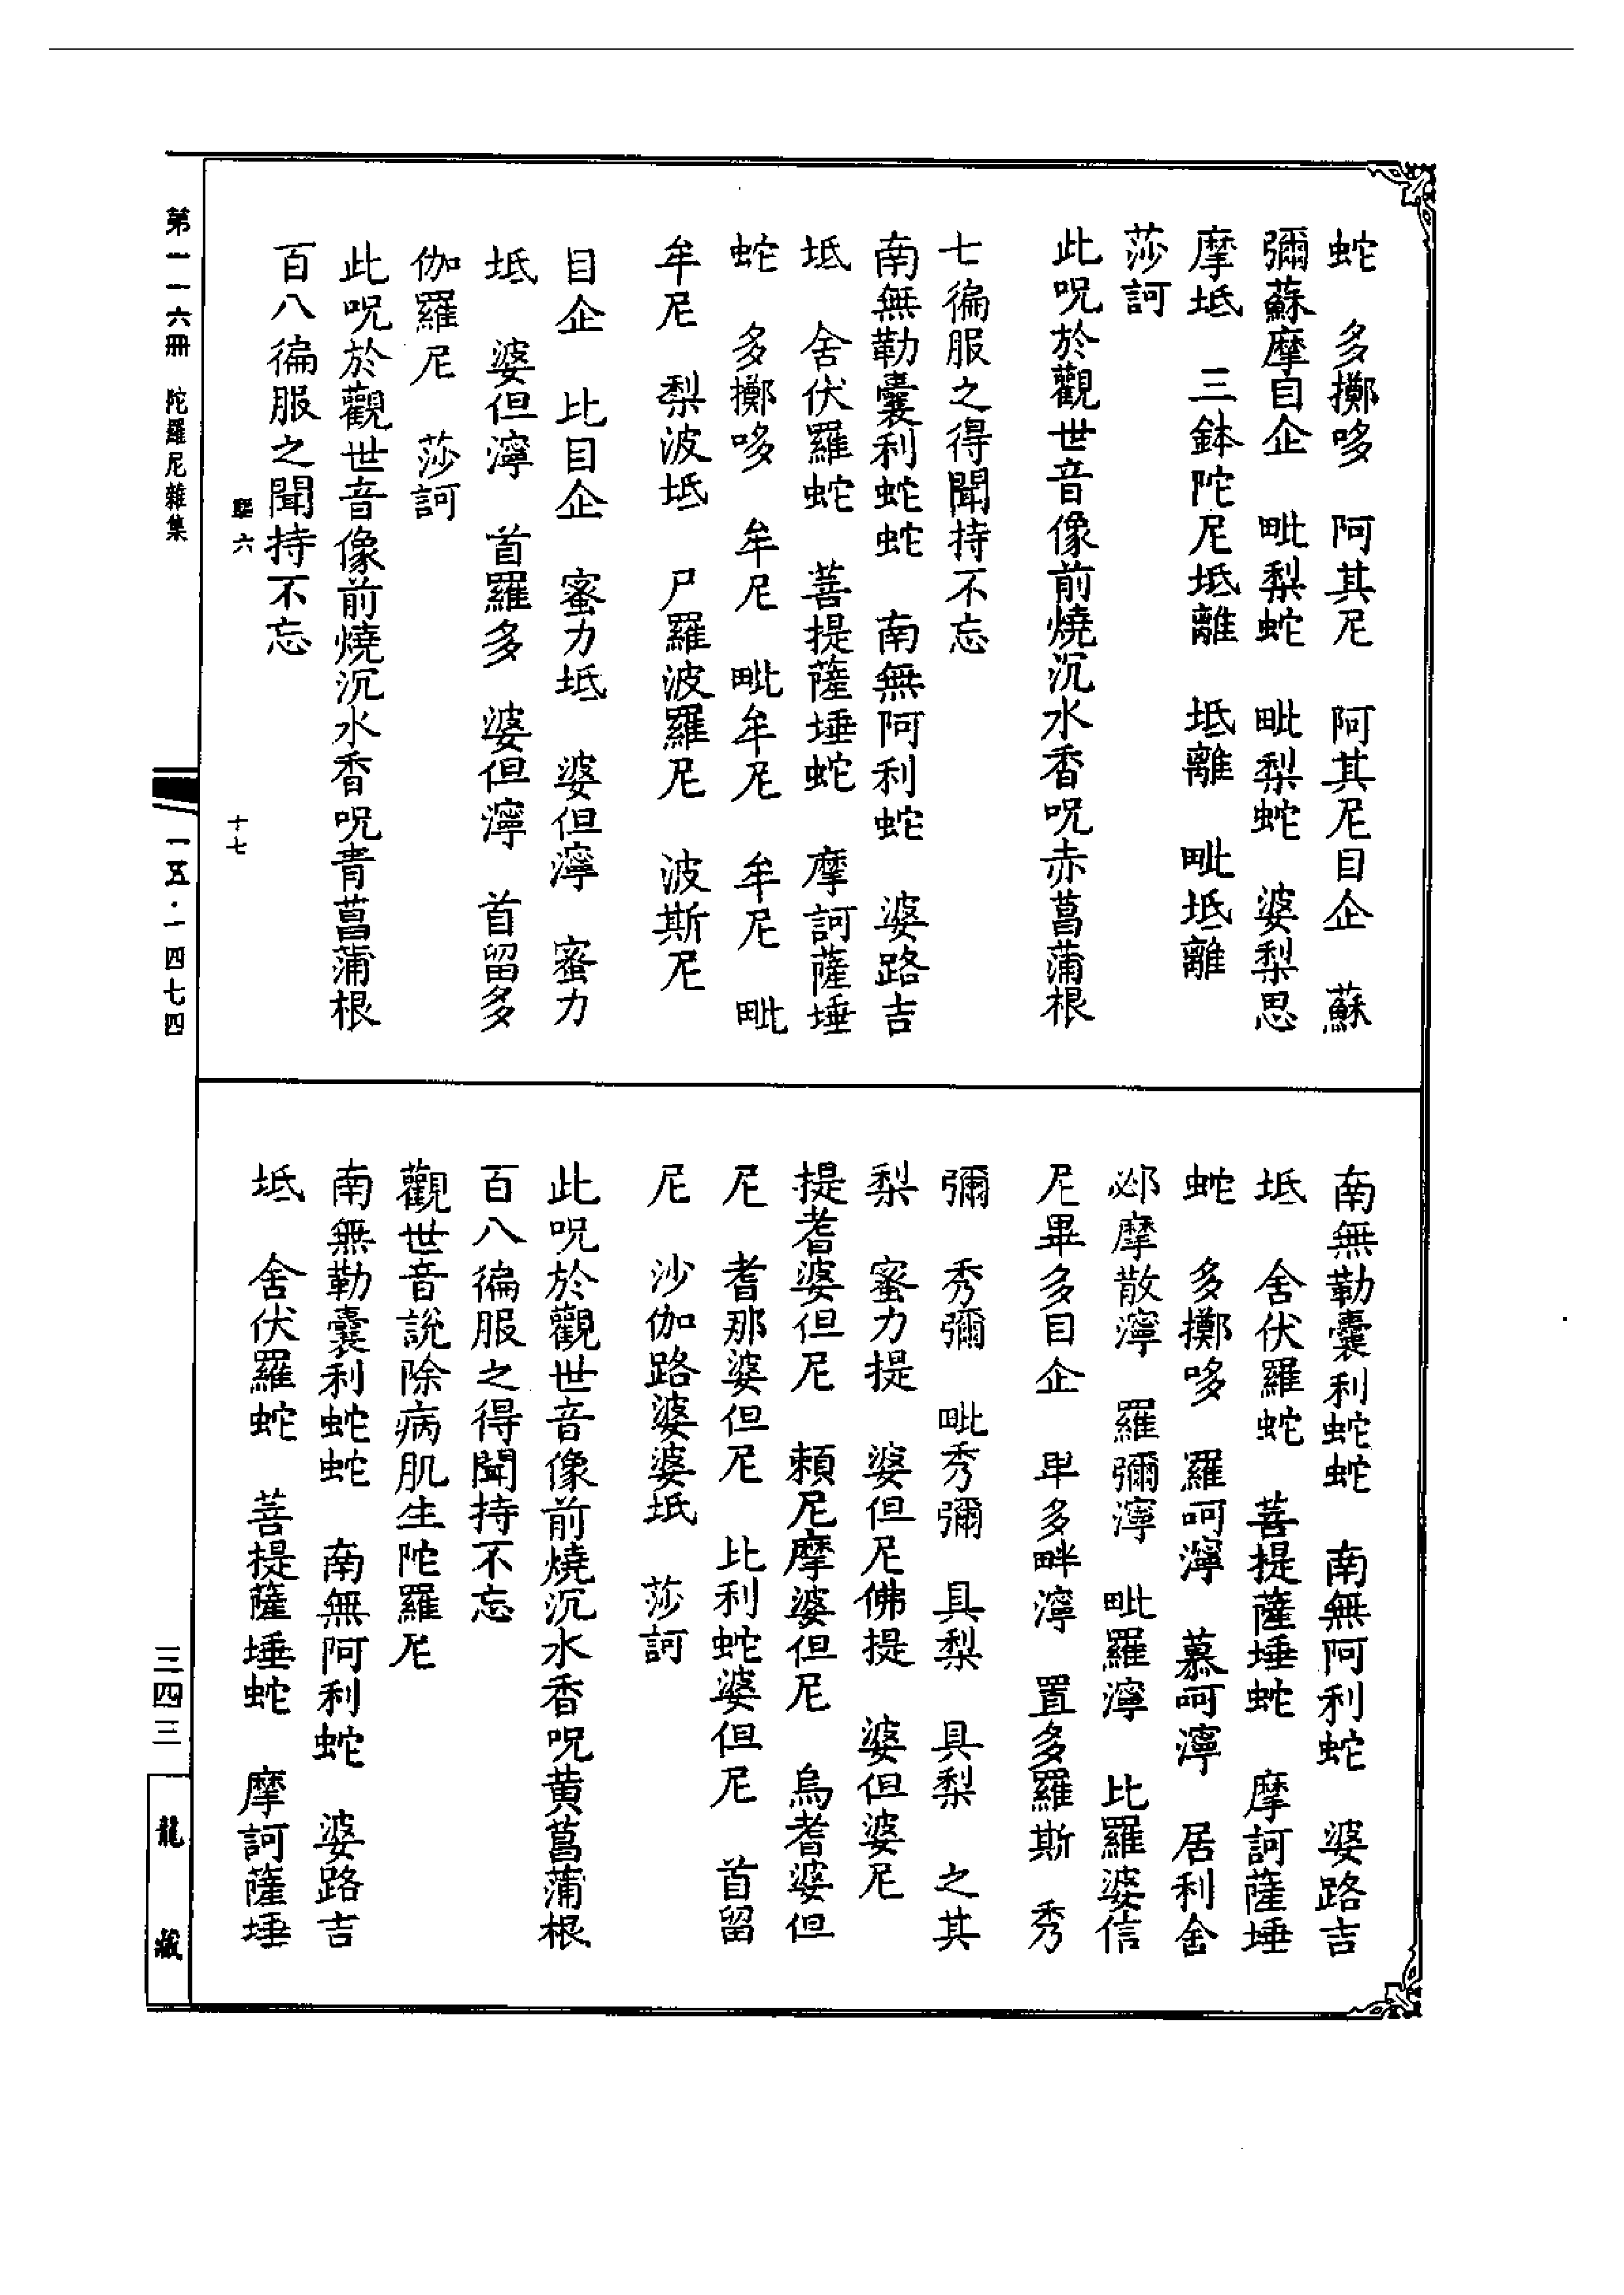 蛇　多擲哆　阿其尼　阿其尼目企　蘇
彌蘇摩目企　毗梨蛇　毗梨蛇　婆梨思
摩坻　三鉢陀尼坻離　坻離　毗坻離
莎訶
此呪於觀世音像前燒沉水香呪赤菖蒲根
七徧服之得聞持不忘
南無勒囊利蛇蛇　南無阿利蛇　婆路吉
坻　舍伏羅蛇　菩提薩埵蛇　摩訶薩埵
蛇　多擲哆　牟尼　毗牟尼　牟尼　毗
牟尼　梨波坻　尸羅波羅尼　波斯尼
目企　比目企　蜜力坻　婆但濘　蜜力
坻　婆但濘　首羅多　婆但濘　首留多
伽羅尼　莎訶
此呪於觀世音像前燒沉水香呪青菖蒲根
百八徧服之聞持不忘
驅六　十七
南無勒囊利蛇蛇　南無阿利蛇　婆路吉
坻　舍伏羅蛇　菩提薩埵蛇　摩訶薩埵
蛇　多擲哆　羅呵濘　慕呵濘　居利舍
邲摩散濘　羅彌濘　毗羅濘　比羅婆信
尼畢多目企　卑多畔濘　置多羅斯　秀
彌　秀彌　毗秀彌　具梨　具梨　之其
梨　蜜力提　婆但尼佛提　婆但婆尼
提耆婆但尼　賴尼摩婆但尼　烏耆婆但
尼　耆那婆但尼　比利蛇婆但尼　首留
尼　沙伽路婆婆坻　莎訶
此呪於觀世音像前燒沉水香呪黃菖蒲根
百八徧服之得聞持不忘
觀世音說除病肌生陀羅尼
南無勒囊利蛇蛇　南無阿利蛇　婆路吉
坻　舍伏羅蛇　菩提薩埵蛇　摩訶薩埵
第一一六冊　陀羅尼雜集
一五·一四七四
三四三
龍藏